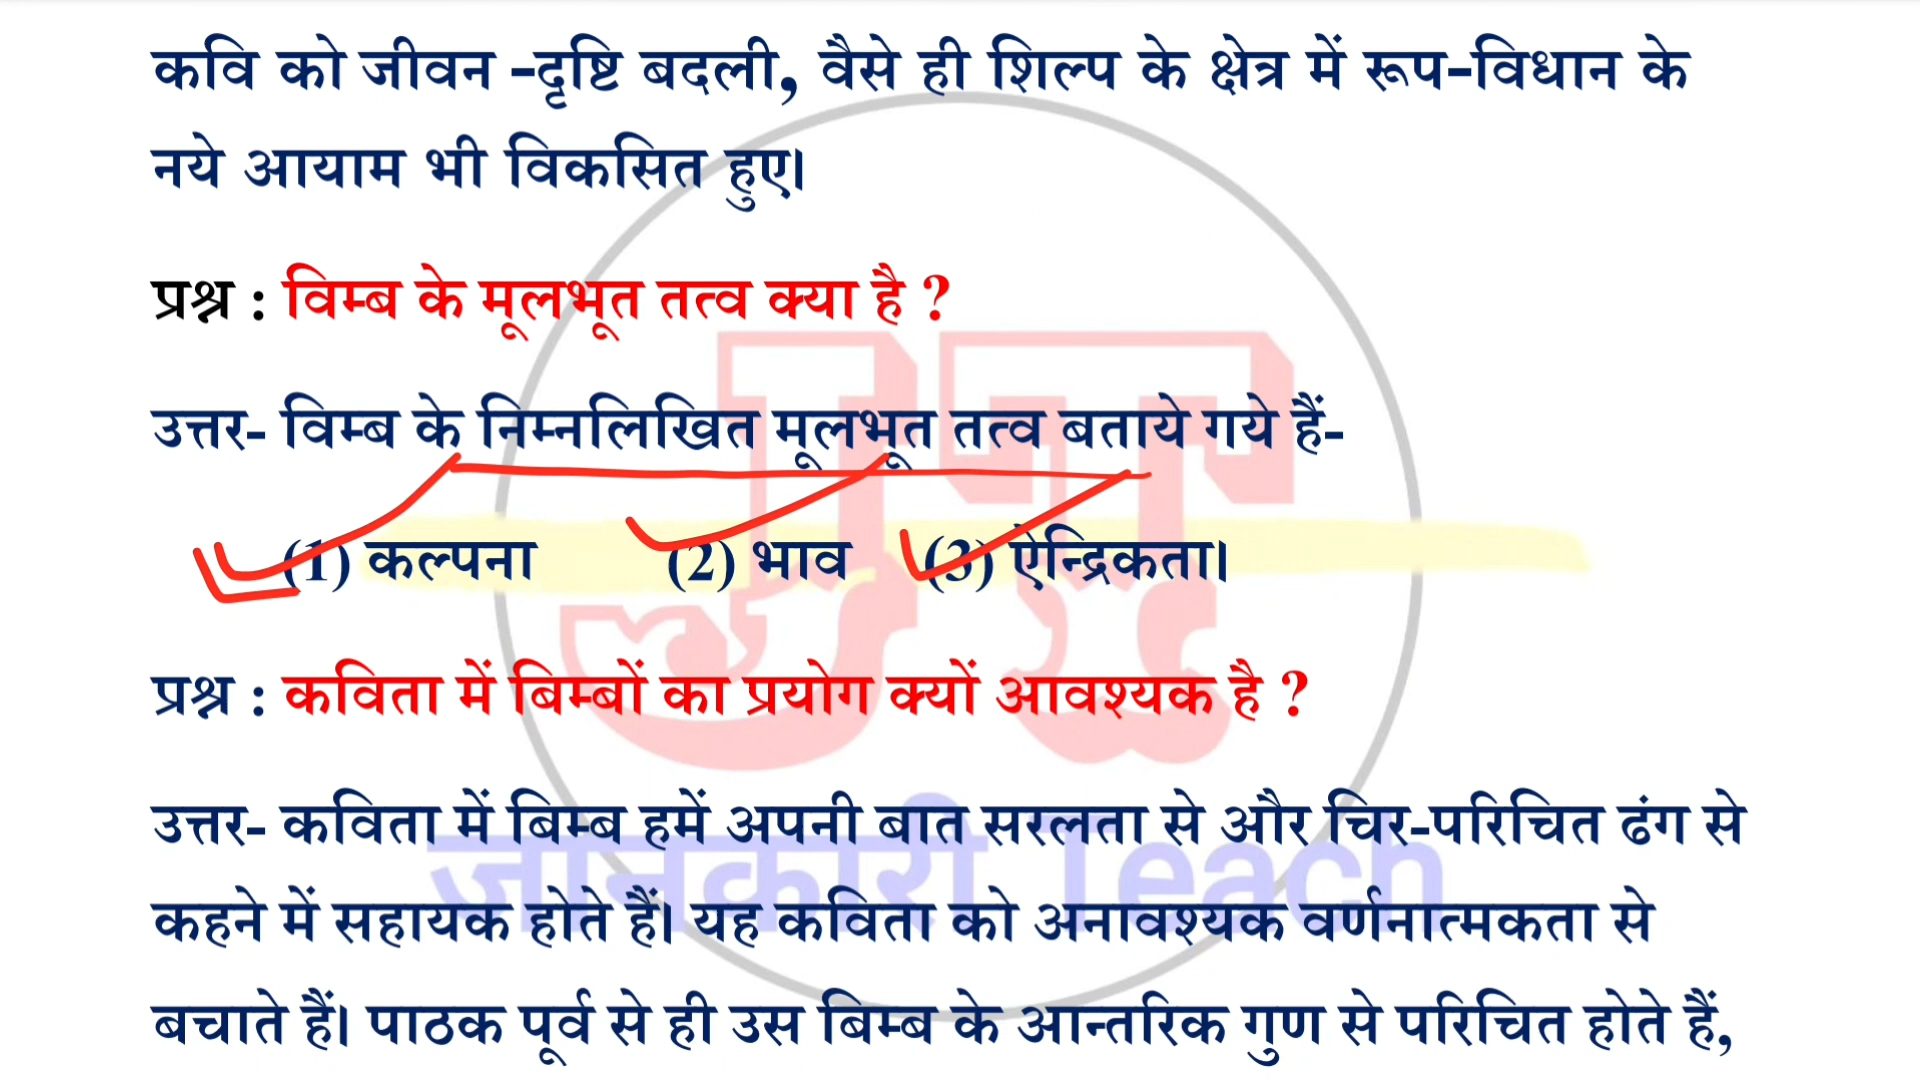 कवि को जीवन -दृष्टि बदली, वैसे ही शिल्प के क्षेत्र में रूप-विधान के
नये आयाम भी विकसित हुए।
प्रश्न : विम्ब के मूलभूत तत्व क्या है ?
उत्तर- विम्ब के निम्नलिखित मूलभूत तत्व बताये गये हैं-
(1) कल्पना (2) भाव (3) ऐन्द्रिकता।
प्रश्न : कविता में बिम्बों का प्रयोग क्यों आवश्यक है ?
उत्तर- कविता में बिम्ब हमें अपनी बात सरलता से और चिर-परिचित ढंग से
जानकारी Teach
कहने में सहायक होते हैं। यह कविता को अनावश्यक वर्णनात्मकता से
बचाते हैं। पाठक पूर्व से ही उस बिम्ब के आन्तरिक गुण से परिचित होते हैं,